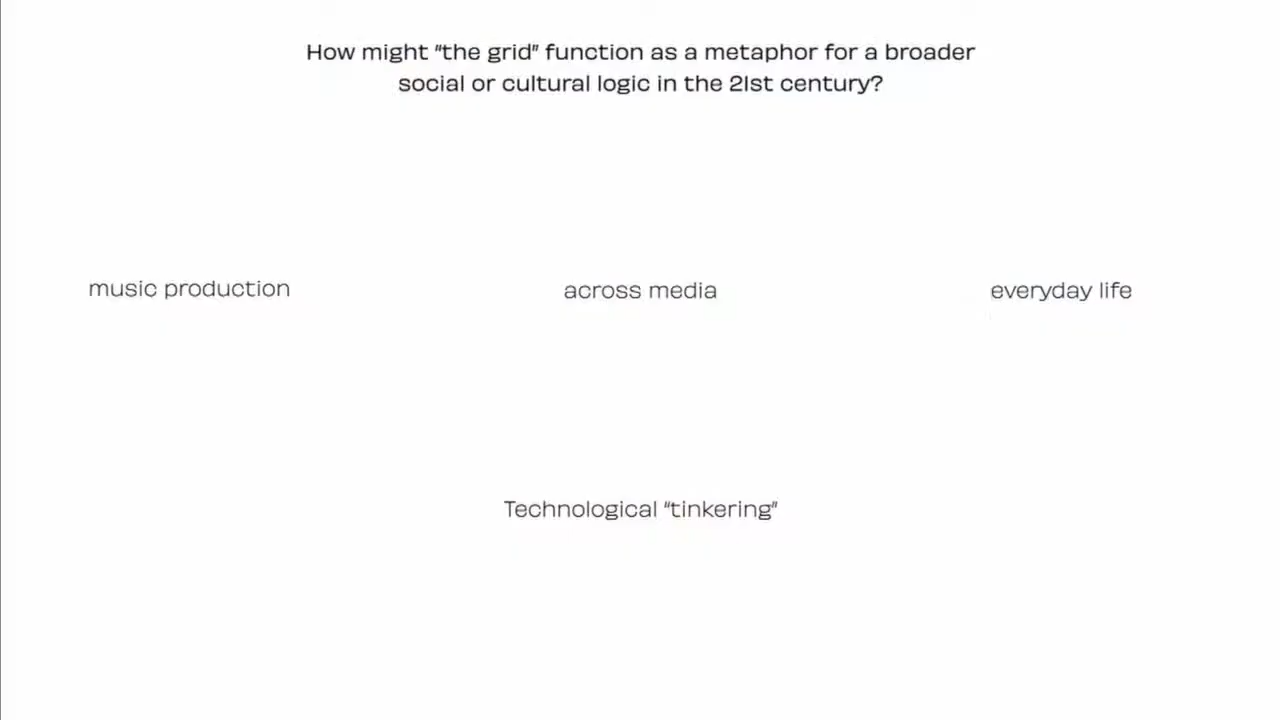 How might "the grid" function as a metaphor for a broader
social or cultural logic in the 21st century?
music production
across media
everyday life
Technological "tinkering"